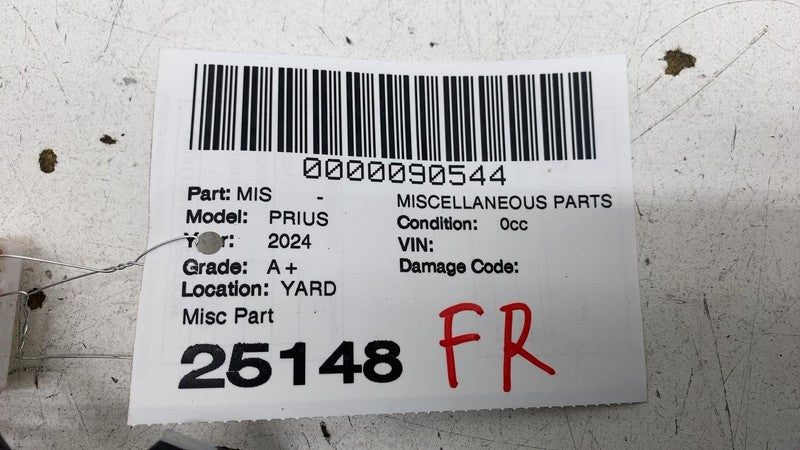 0000090544
Part: MIS - MISCELLANEOUS PARTS
Model: PRIUS Condition: 0cc
Year: 2024 VIN:
Grade: A+ Damage Code:
Location: YARD
Misc Part
25148 FR